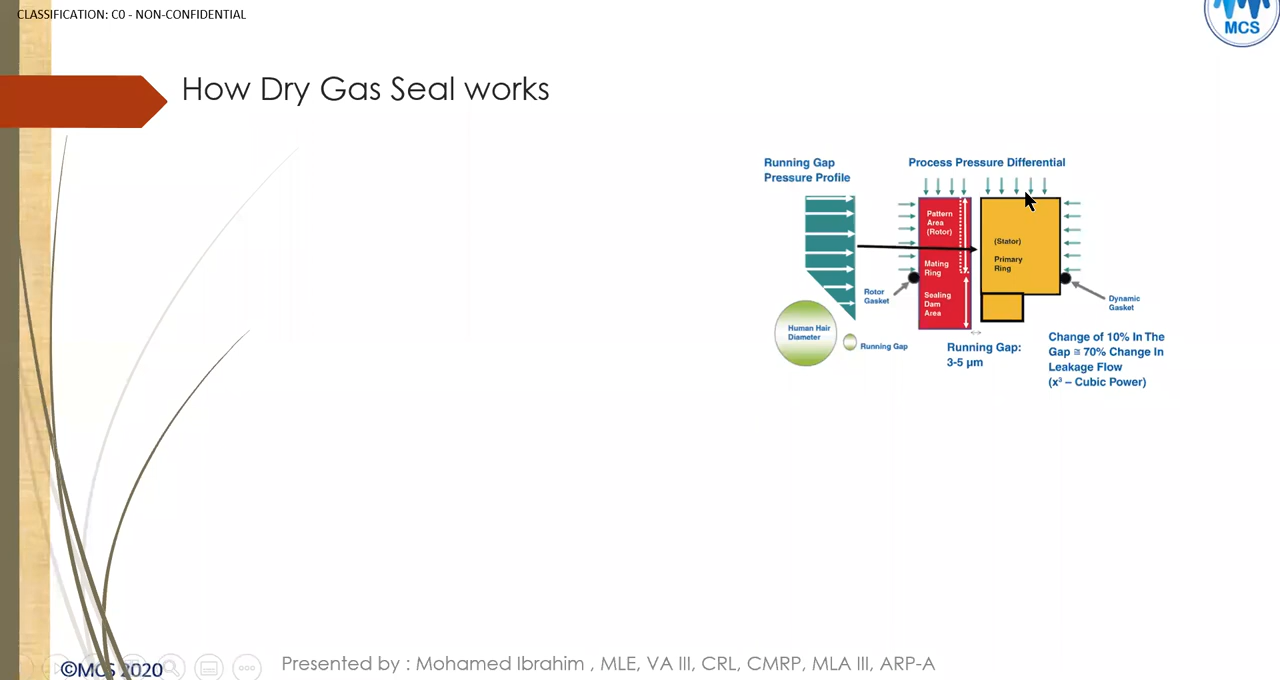 CLASSIFICATION: C0 - NON-CONFIDENTIAL
MCS
How Dry Gas Seal works
Running Gap
Pressure Profile
Process Pressure Differential
Pattern
Area
(Rotor)
Mating
Ring
Sealing
Dam
Area
(Stator)
Primary
Ring
Rotor
Gasket
Dynamic
Gasket
Human Hair
Diameter
Running Gap
Running Gap:
3-5 µm
Change of 10% In The
Gap ≅ 70% Change In
Leakage Flow
(x³ – Cubic Power)
©MCS 2020
Presented by : Mohamed Ibrahim , MLE, VA III, CRL, CMRP, MLA III, ARP-A